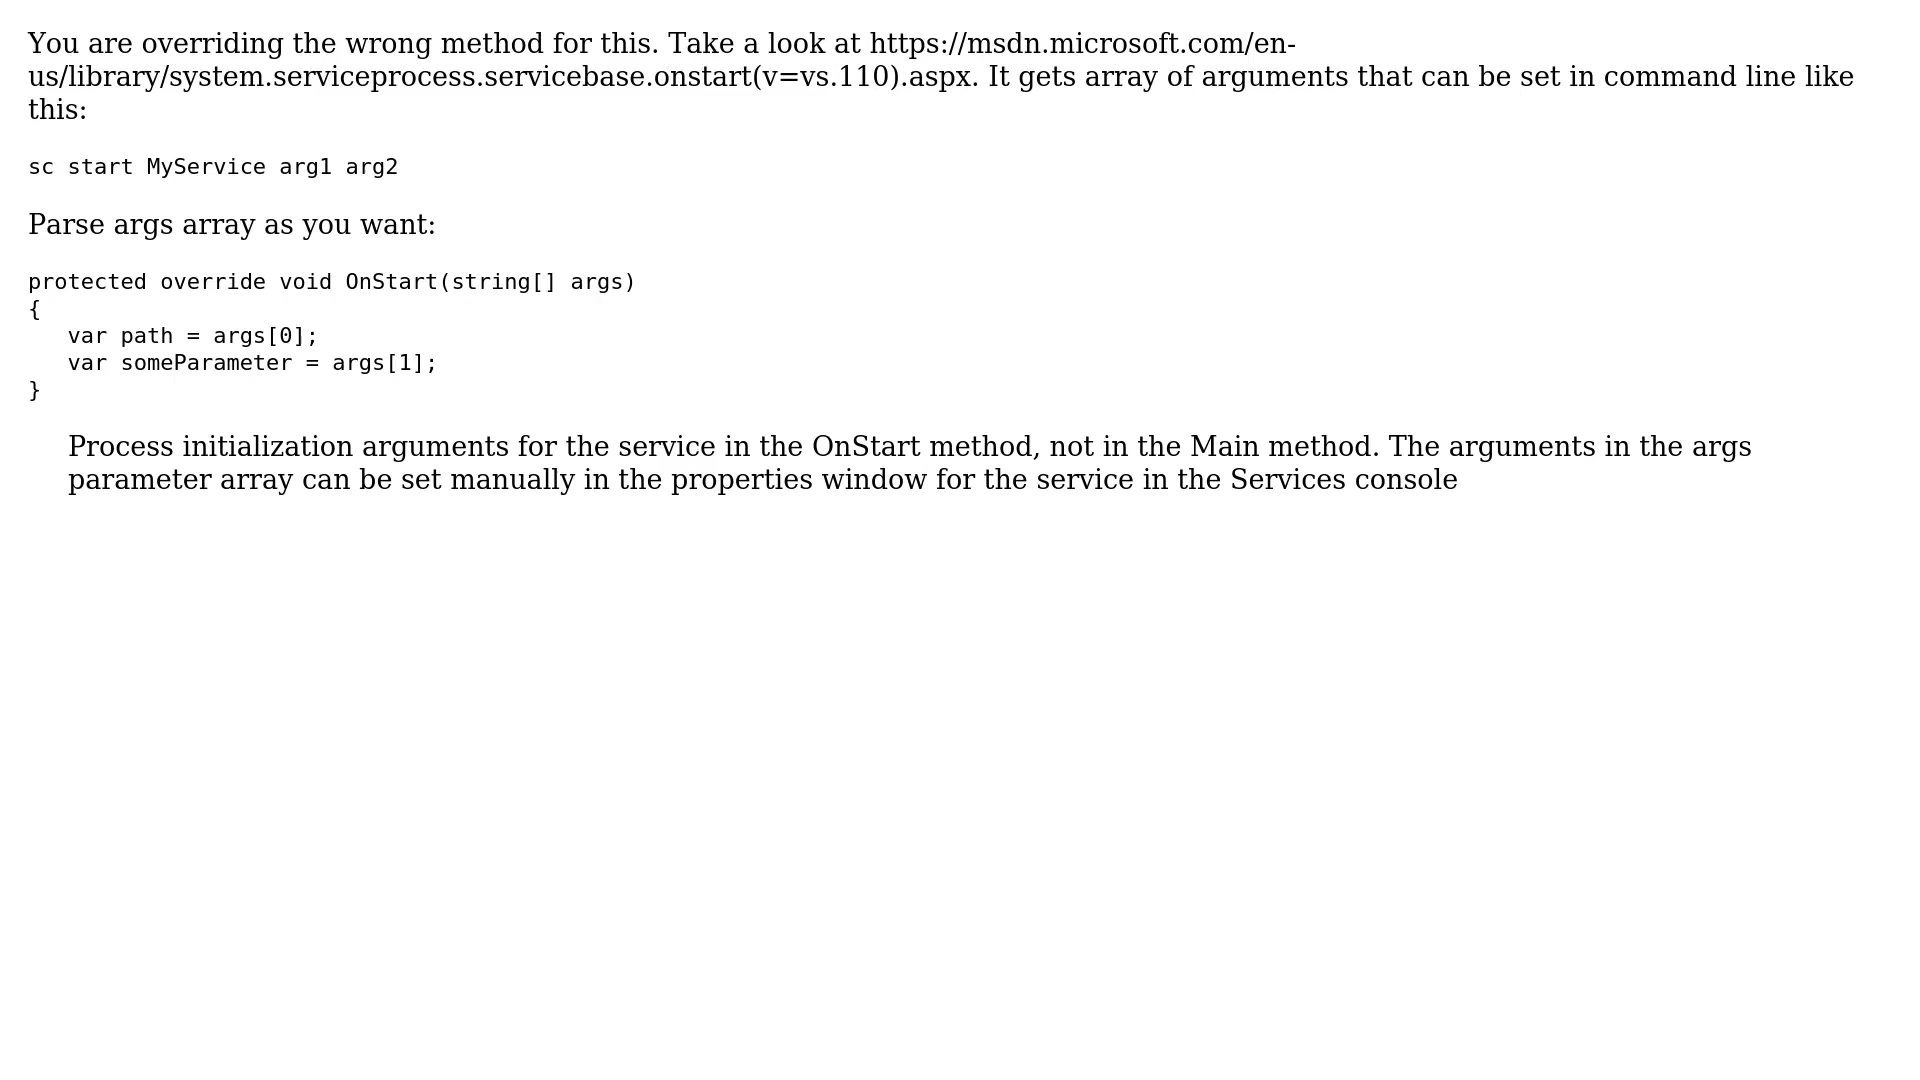 You are overriding the wrong method for this. Take a look at https://msdn.microsoft.com/en-
us/library/system.serviceprocess.servicebase.onstart(v=vs.110).aspx. It gets array of arguments that can be set in command line like
this:
sc start MyService arg1 arg2
Parse args array as you want:
protected override void OnStart(string[] args)
{
   var path = args[0];
   var someParameter = args[1];
}
Process initialization arguments for the service in the OnStart method, not in the Main method. The arguments in the args
parameter array can be set manually in the properties window for the service in the Services console